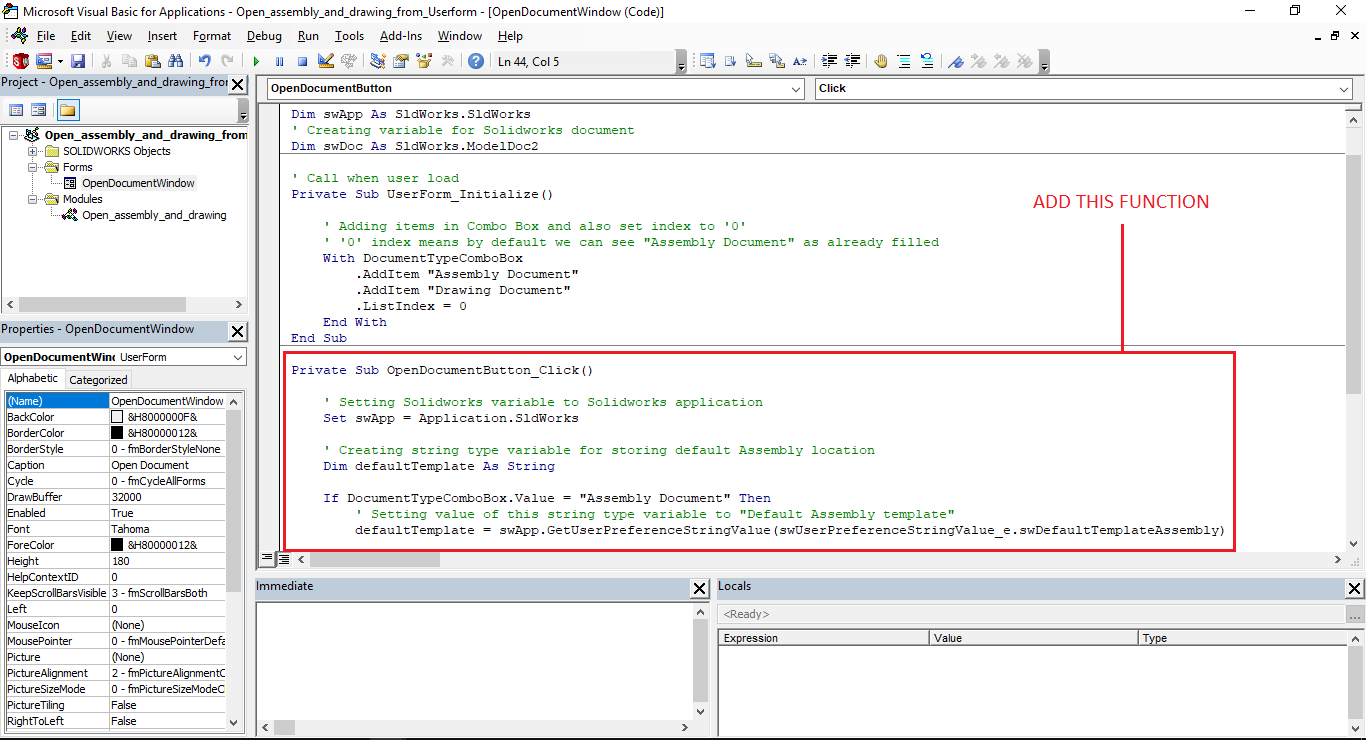 Microsoft Visual Basic for Applications - Open_assembly_and_drawing_from_Userform - [OpenDocumentWindow (Code)]
File Edit View Insert Format Debug Run Tools Add-Ins Window Help
Ln 44, Col 5
Project - Open_assembly_and_drawing_fro
Open_assembly_and_drawing_from
SOLIDWORKS Objects
Forms
OpenDocumentWindow
Modules
Open_assembly_and_drawing
Properties - OpenDocumentWindow
OpenDocumentWin UserForm
Alphabetic Categorized
(Name) OpenDocumentWindow
BackColor &H8000000F&
BorderColor &H80000012&
BorderStyle 0 - fmBorderStyleNone
Caption Open Document
Cycle 0 - fmCycleAllForms
DrawBuffer 32000
Enabled True
Font Tahoma
ForeColor &H80000012&
Height 180
HelpContextID 0
KeepScrollBarsVisible 3 - fmScrollBarsBoth
Left 0
MouseIcon (None)
MousePointer 0 - fmMousePointerDefa
Picture (None)
PictureAlignment 2 - fmPictureAlignmentC
PictureSizeMode 0 - fmPictureSizeModeCl
PictureTiling False
RightToLeft False
OpenDocumentButton Click
Dim swApp As SldWorks.SldWorks
' Creating variable for Solidworks document
Dim swDoc As SldWorks.ModelDoc2
' Call when user load
Private Sub UserForm_Initialize()
' Adding items in Combo Box and also set index to '0'
' '0' index means by default we can see "Assembly Document" as already filled
With DocumentTypeComboBox
.AddItem "Assembly Document"
.AddItem "Drawing Document"
.ListIndex = 0
End With
End Sub
ADD THIS FUNCTION
Private Sub OpenDocumentButton_Click()
' Setting Solidworks variable to Solidworks application
Set swApp = Application.SldWorks
' Creating string type variable for storing default Assembly location
Dim defaultTemplate As String
If DocumentTypeComboBox.Value = "Assembly Document" Then
' Setting value of this string type variable to "Default Assembly template"
defaultTemplate = swApp.GetUserPreferenceStringValue(swUserPreferenceStringValue_e.swDefaultTemplateAssembly)
Immediate
Locals
<Ready>
Expression Value Type